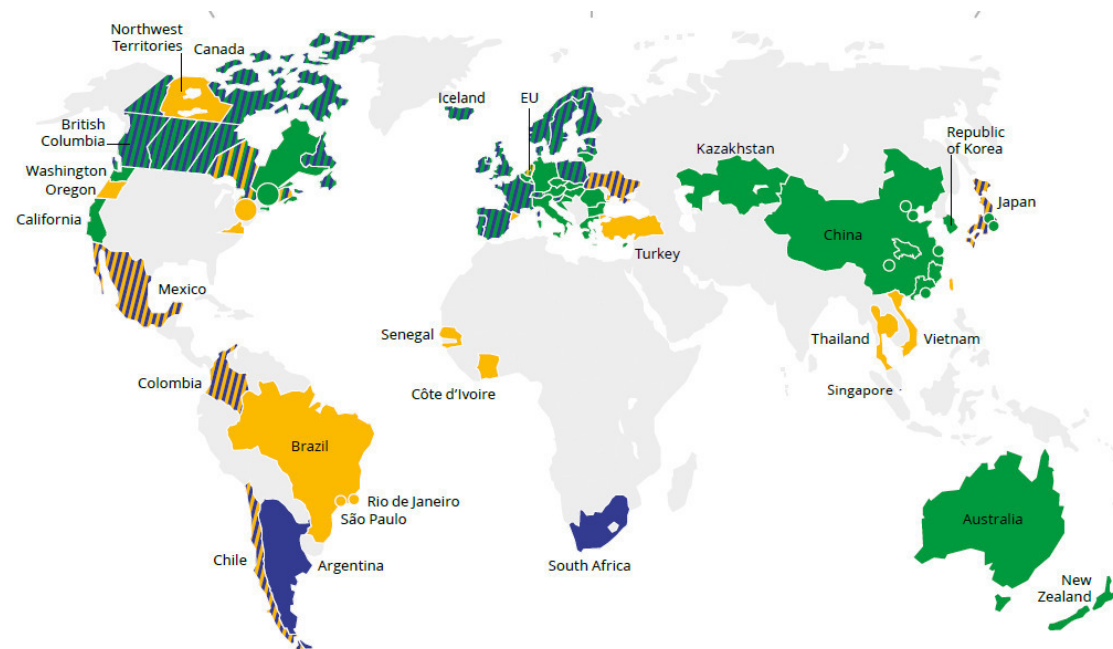 Northwest
Territories
Canada
British
Columbia
Washington
Oregon
California
Mexico
Colombia
Brazil
Rio de Janeiro
São Paulo
Chile
Argentina
Iceland
EU
Turkey
Senegal
Côte d’Ivoire
South Africa
Kazakhstan
Republic
of Korea
Japan
China
Thailand
Vietnam
Singapore
Australia
New
Zealand